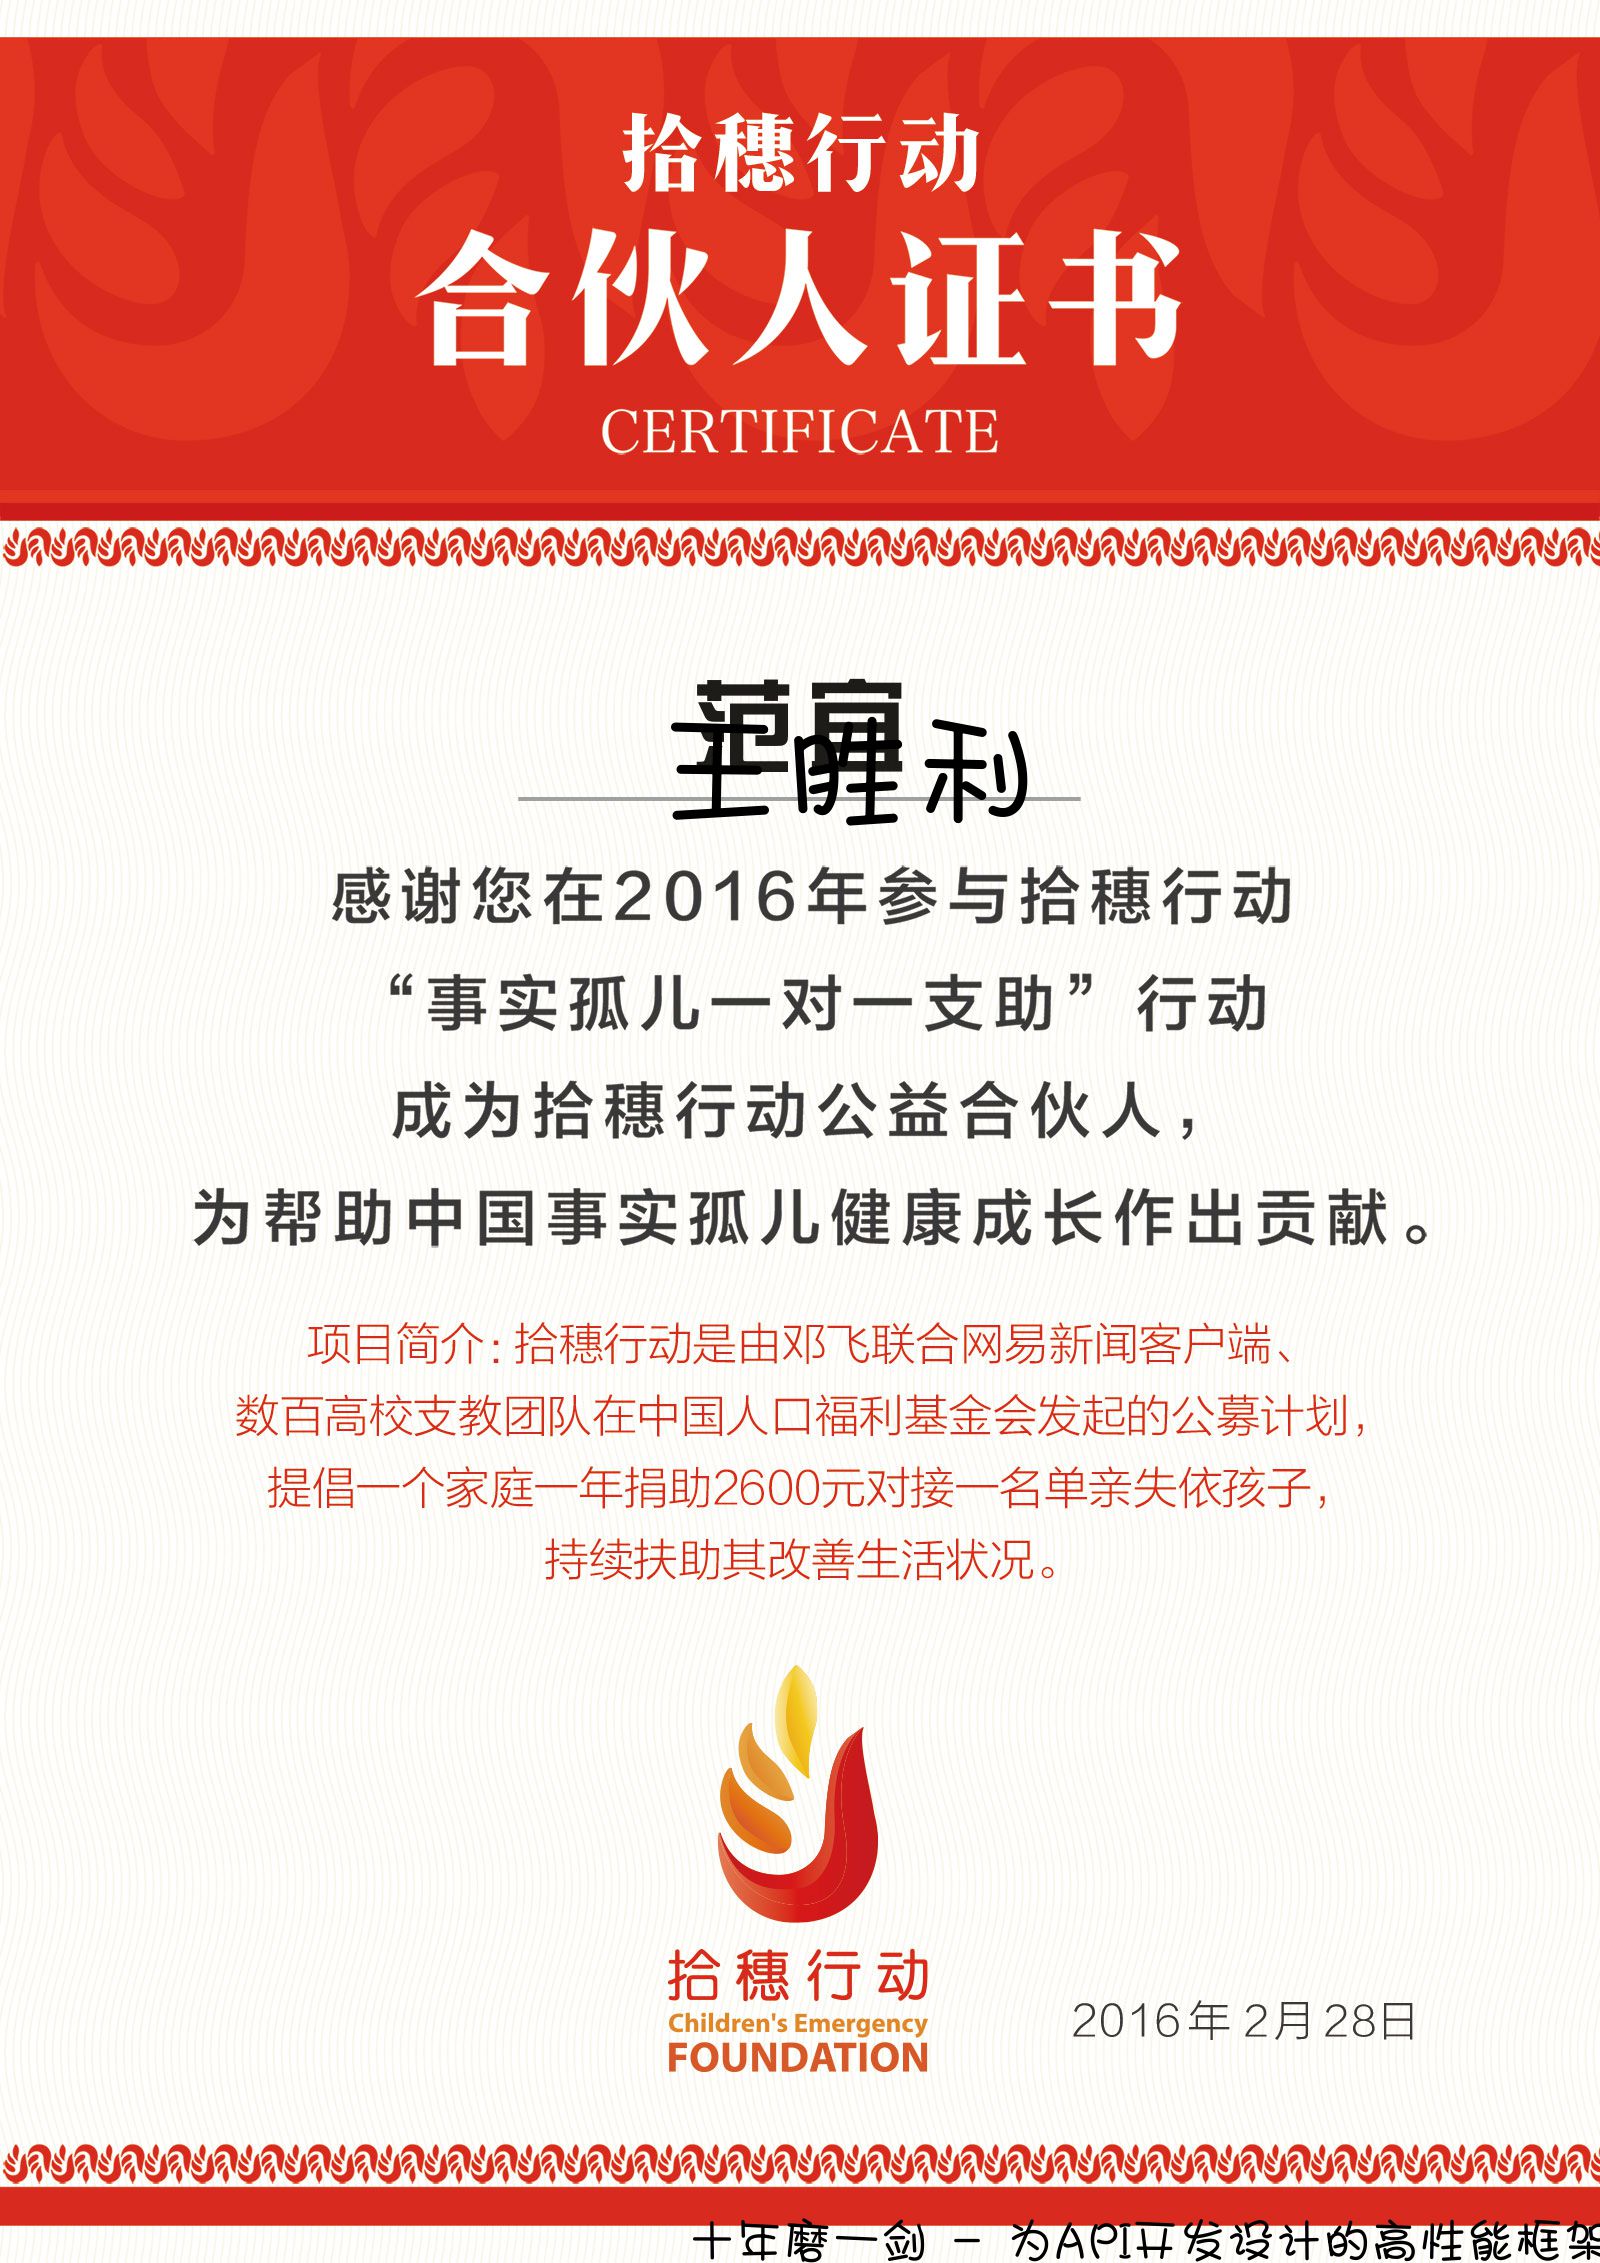 拾穗行动
合伙人证书
CERTIFICATE
王胜利
感谢您在2016年参与拾穗行动
“事实孤儿一对一支助”行动
成为拾穗行动公益合伙人，
为帮助中国事实孤儿健康成长作出贡献。
项目简介：拾穗行动是由邓飞联合网易新闻客户端、
数百高校支教团队在中国人口福利基金会发起的公募计划，
提倡一个家庭一年捐助2600元对接一名单亲失依孩子，
持续扶助其改善生活状况。
拾穗行动
Children's Emergency
FOUNDATION
2016年2月28日
十年磨一剑 - 为API开发设计的高性能框架